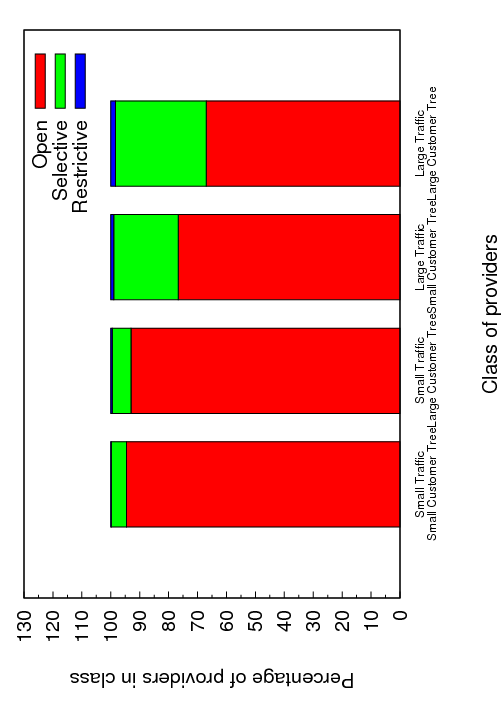 Open
Selective
Restrictive
130
120
110
100
90
80
70
60
50
40
30
20
10
0
Percentage of providers in class
Small Traffic
Small Customer Tree
Small Traffic
Large Customer Tree
Large Traffic
Small Customer Tree
Large Traffic
Large Customer Tree
Class of providers